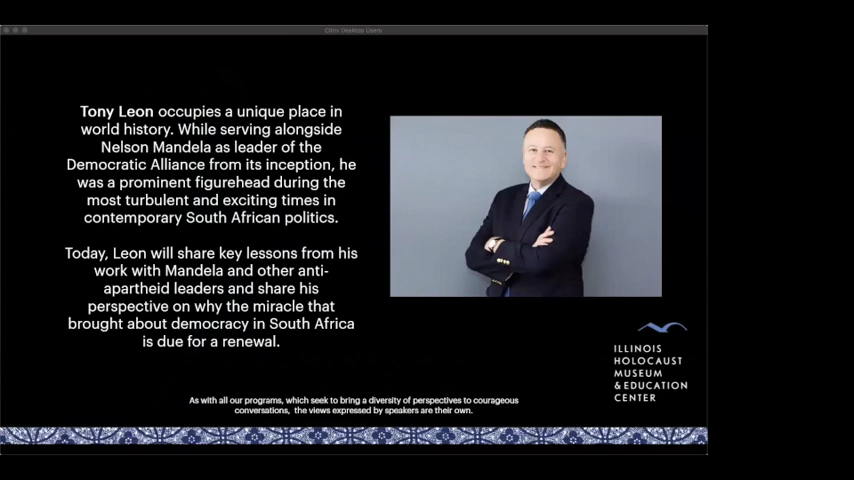 Citrix Desktop Users
Tony Leon occupies a unique place in
world history. While serving alongside
Nelson Mandela as leader of the
Democratic Alliance from its inception, he
was a prominent figurehead during the
most turbulent and exciting times in
contemporary South African politics.
Today, Leon will share key lessons from his
work with Mandela and other anti-
apartheid leaders and share his
perspective on why the miracle that
brought about democracy in South Africa
is due for a renewal.
ILLINOIS
HOLOCAUST
MUSEUM
& EDUCATION
CENTER
As with all our programs, which seek to bring a diversity of perspectives to courageous
conversations, the views expressed by speakers are their own.